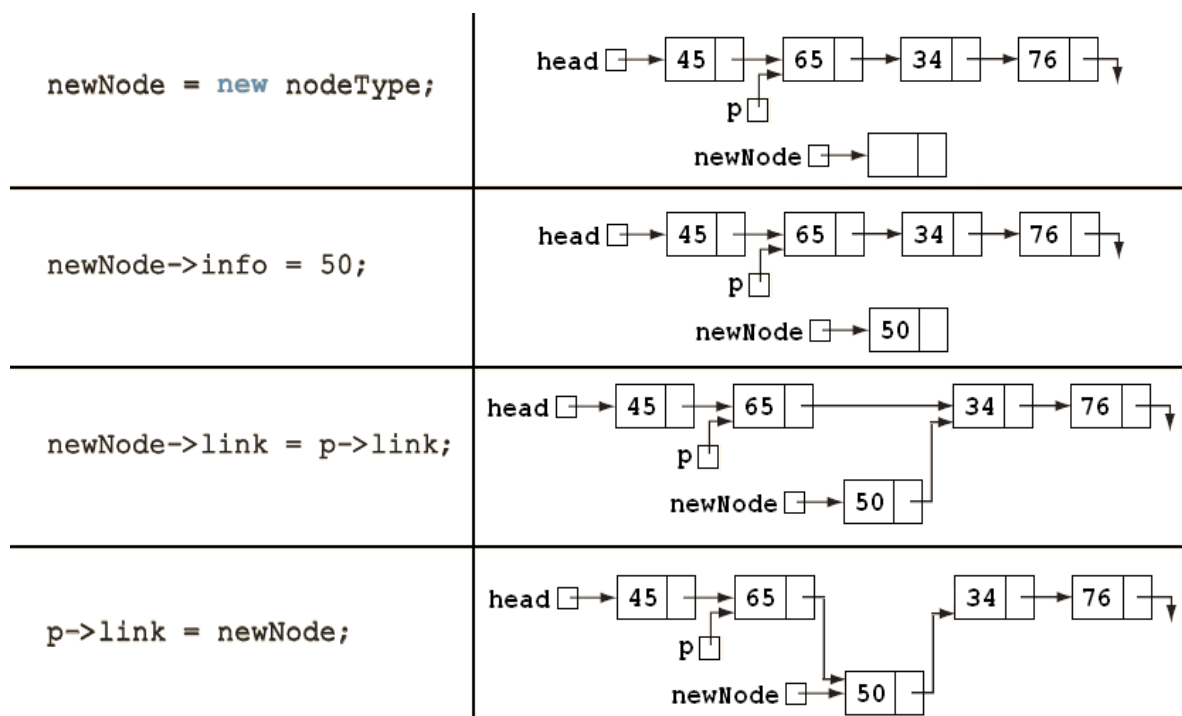 newNode = new nodeType;
head 45 65 34 76
p
newNode
newNode->info = 50;
head 45 65 34 76
p
newNode 50
newNode->link = p->link;
head 45 65 34 76
p
newNode 50
p->link = newNode;
head 45 65 34 76
p
newNode 50